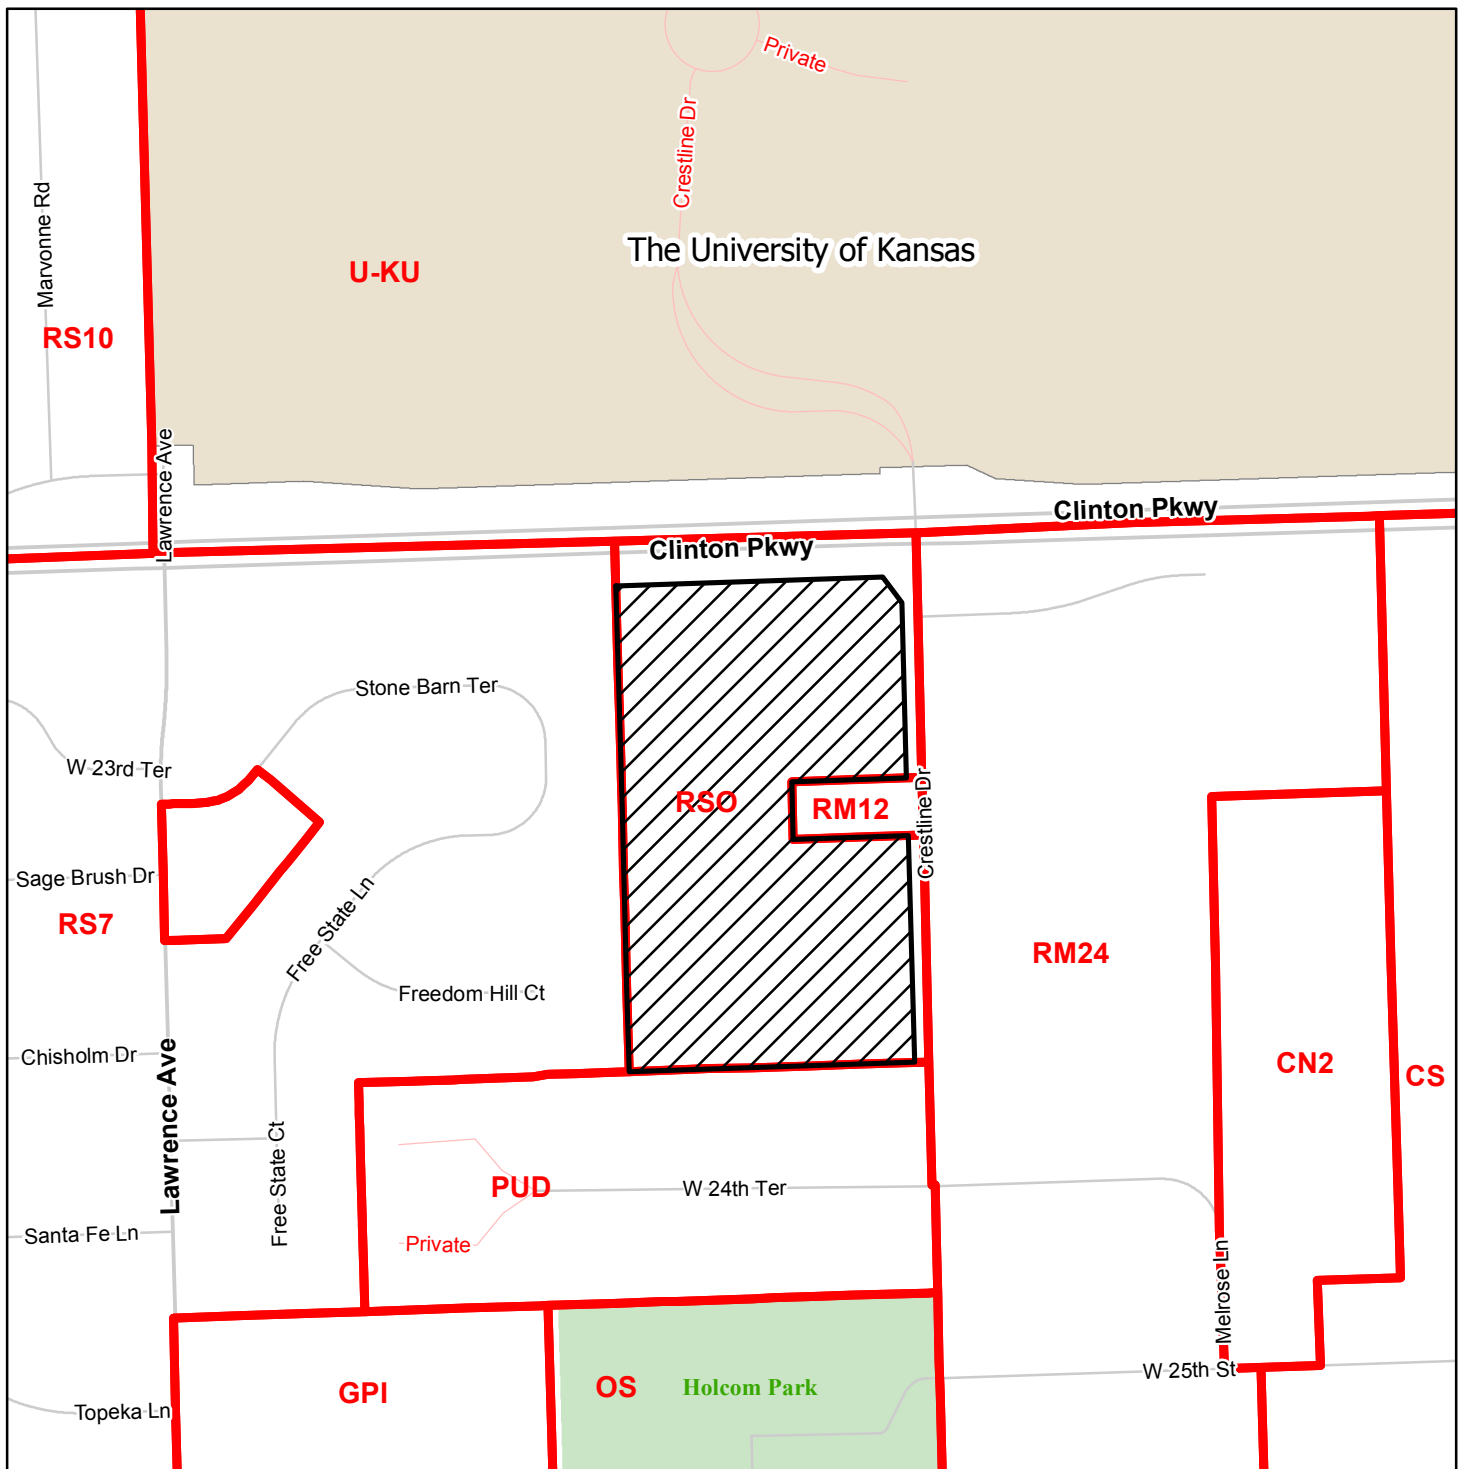 Private
Crestline Dr
The University of Kansas
U-KU
Marvonne Rd
RS10
Lawrence Ave
Clinton Pkwy
Clinton Pkwy
Stone Barn Ter
W 23rd Ter
RSO
RM12
Crestline Dr
Sage Brush Dr
RS7
Free State Ln
RM24
Freedom Hill Ct
Chisholm Dr
Lawrence Ave
CN2
CS
Free State Ct
PUD
W 24th Ter
Santa Fe Ln
Private
Melrose Ln
W 25th St
GPI
OS
Holcom Park
Topeka Ln